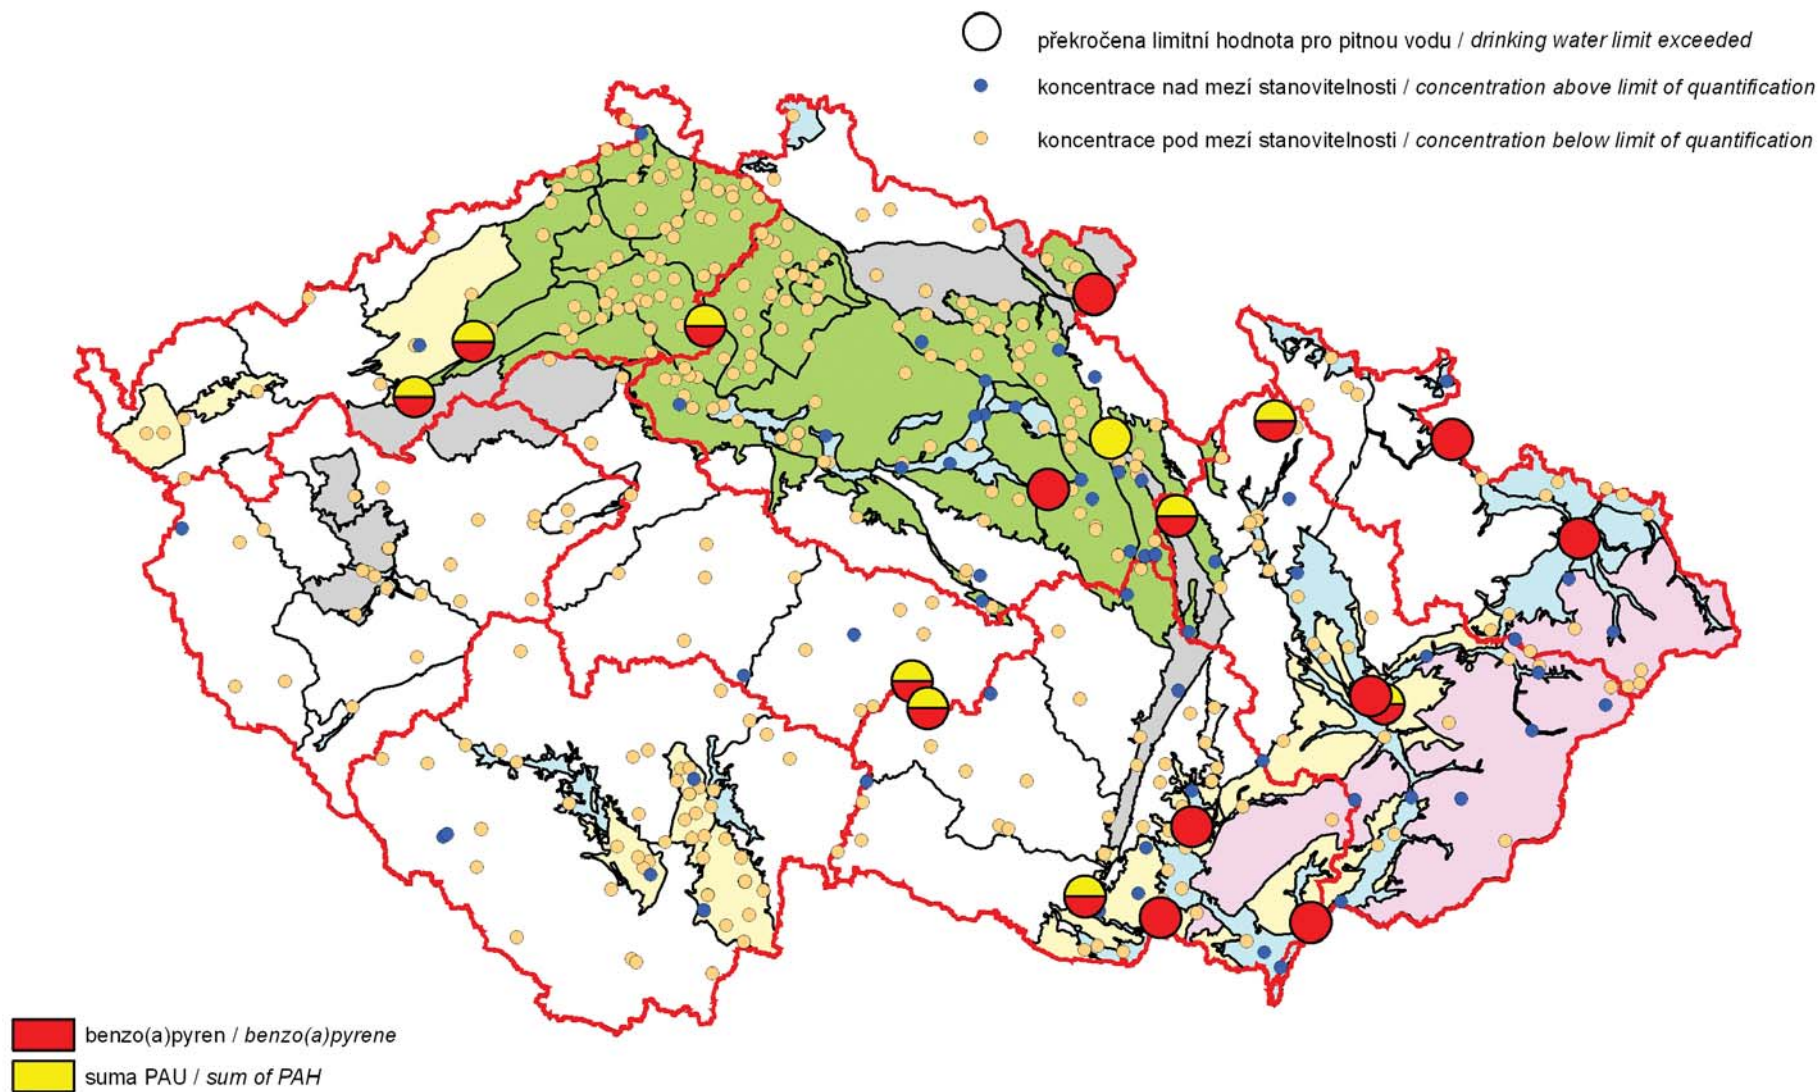 překročena limitní hodnota pro pitnou vodu / drinking water limit exceeded
koncentrace nad mezí stanovitelnosti / concentration above limit of quantification
koncentrace pod mezí stanovitelnosti / concentration below limit of quantification
benzo(a)pyren / benzo(a)pyrene
suma PAU / sum of PAH